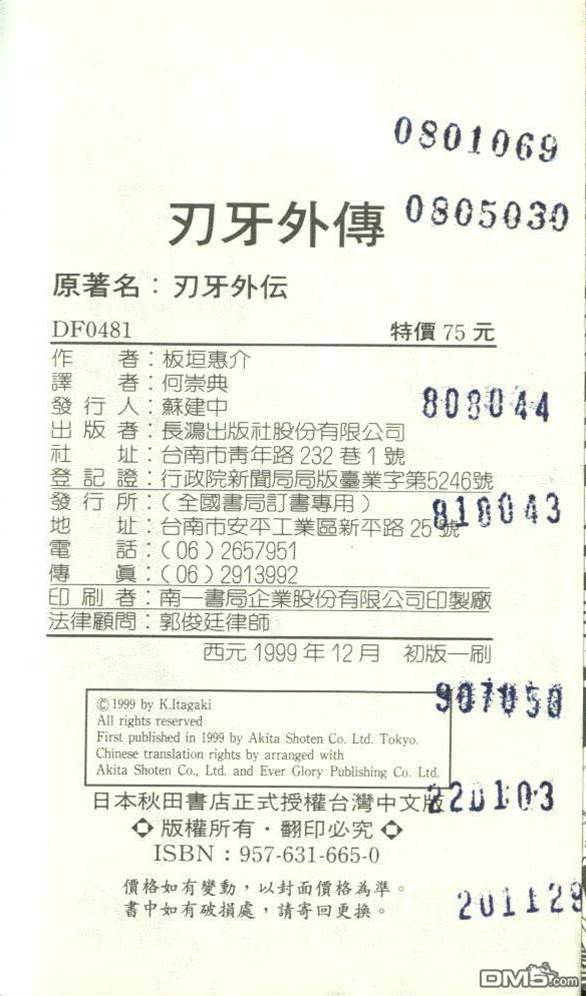 0801069
刃牙外傳
0805030
原著名：刃牙外伝
DF0481 特價 75 元
作者：板垣惠介
譯者：何崇典
發行人：蘇建中
808044
出版者：長鴻出版社股份有限公司
社址：台南市青年路 232 巷 1 號
登記證：行政院新聞局局版臺業字第5246號
發行所：（全國書局訂書專用）
818043
地址：台南市安平工業區新平路 25 號
電話：（06）2657951
傳眞：（06）2913992
印刷者：南一書局企業股份有限公司印製廠
法律顧問：郭俊廷律師
西元 1999 年 12 月 初版一刷
907050
© 1999 by K.Itagaki
All rights reserved
First published in 1999 by Akita Shoten Co. Ltd. Tokyo.
Chinese translation rights by arranged with
Akita Shoten Co., Ltd. and Ever Glory Publishing Co. Ltd.
日本秋田書店正式授權台灣中文版
220103
◇ 版權所有・翻印必究 ◇
ISBN : 957-631-665-0
價格如有變動，以封面價格為準。
書中如有破損處，請寄回更換。
201129
DM5.com